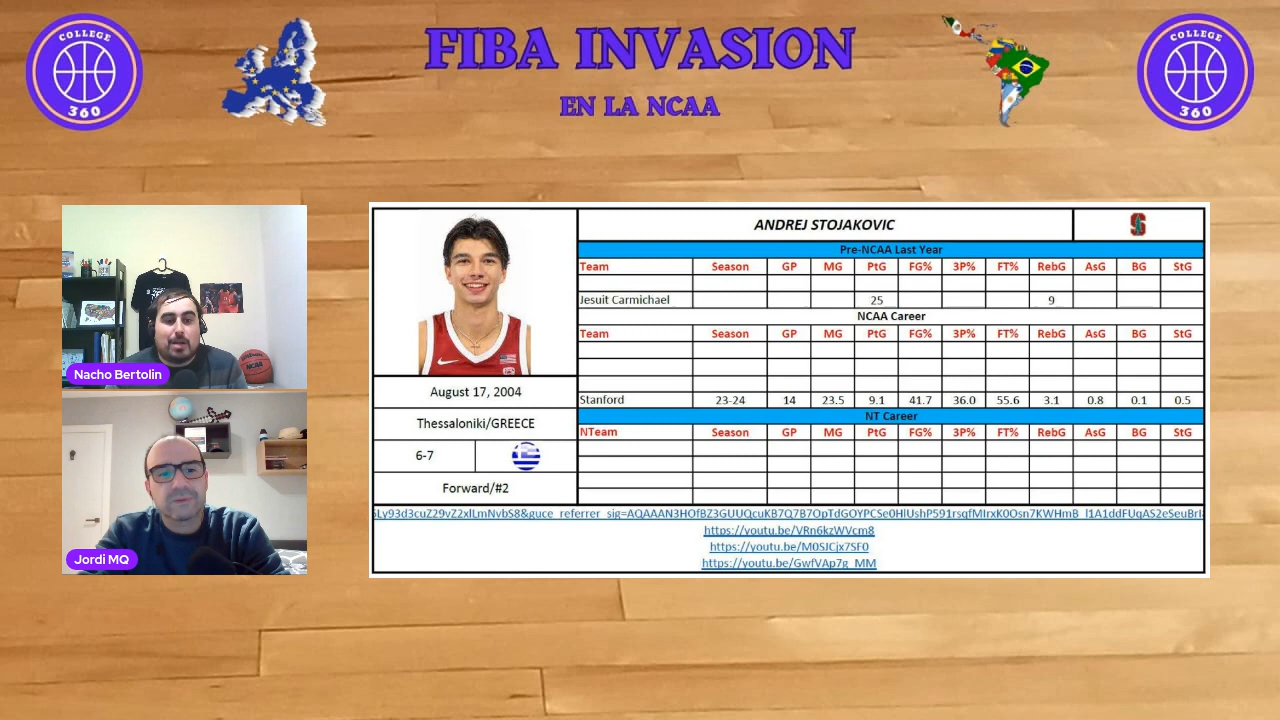 COLLEGE
360
FIBA INVASION
EN LA NCAA
COLLEGE
360
Nacho Bertolin
Jordi MQ
ANDREJ STOJAKOVIC
Pre-NCAA Last Year
Team Season GP MG PtG FG% 3P% FT% RebG AsG BG StG
Jesuit Carmichael 25 9
NCAA Career
Team Season GP MG PtG FG% 3P% FT% RebG AsG BG StG
Stanford 23-24 14 23.5 9.1 41.7 36.0 55.6 3.1 0.8 0.1 0.5
NT Career
NTeam Season GP MG PtG FG% 3P% FT% RebG AsG BG StG
August 17, 2004
Thessaloniki/GREECE
6-7
Forward/#2
https://youtu.be/VRn6kzWVcm8
https://youtu.be/M0SJCjx7SF0
https://youtu.be/GwfVAp7g_MM